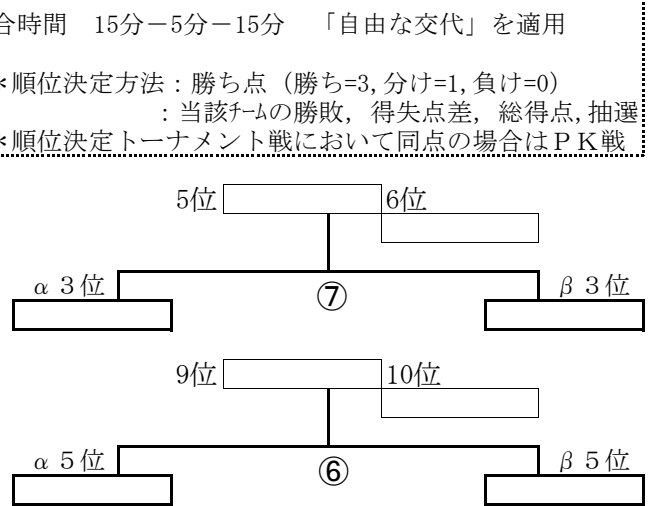 合時間　15分－5分－15分　「自由な交代」を適用
*順位決定方法：勝ち点（勝ち=3,分け=1,負け=0）
：当該ﾁｰﾑの勝敗，得失点差，総得点,抽選
*順位決定トーナメント戦において同点の場合はＰＫ戦
5位　6位
α３位　β３位
⑦
9位　10位
α５位　β５位
⑥